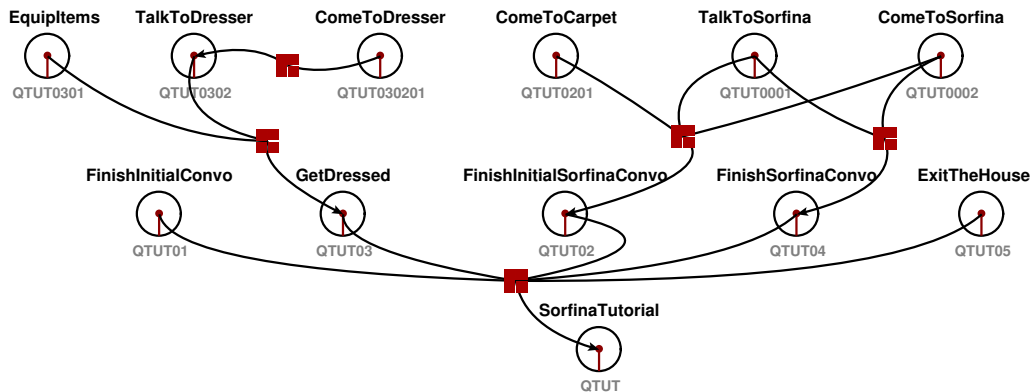 EquipItems
TalkToDresser
ComeToDresser
ComeToCarpet
TalkToSorfina
ComeToSorfina
QTUT0301
QTUT0302
QTUT030201
QTUT0201
QTUT0001
QTUT0002
FinishInitialConvo
GetDressed
FinishInitialSorfinaConvo
FinishSorfinaConvo
ExitTheHouse
QTUT01
QTUT03
QTUT02
QTUT04
QTUT05
SorfinaTutorial
QTUT